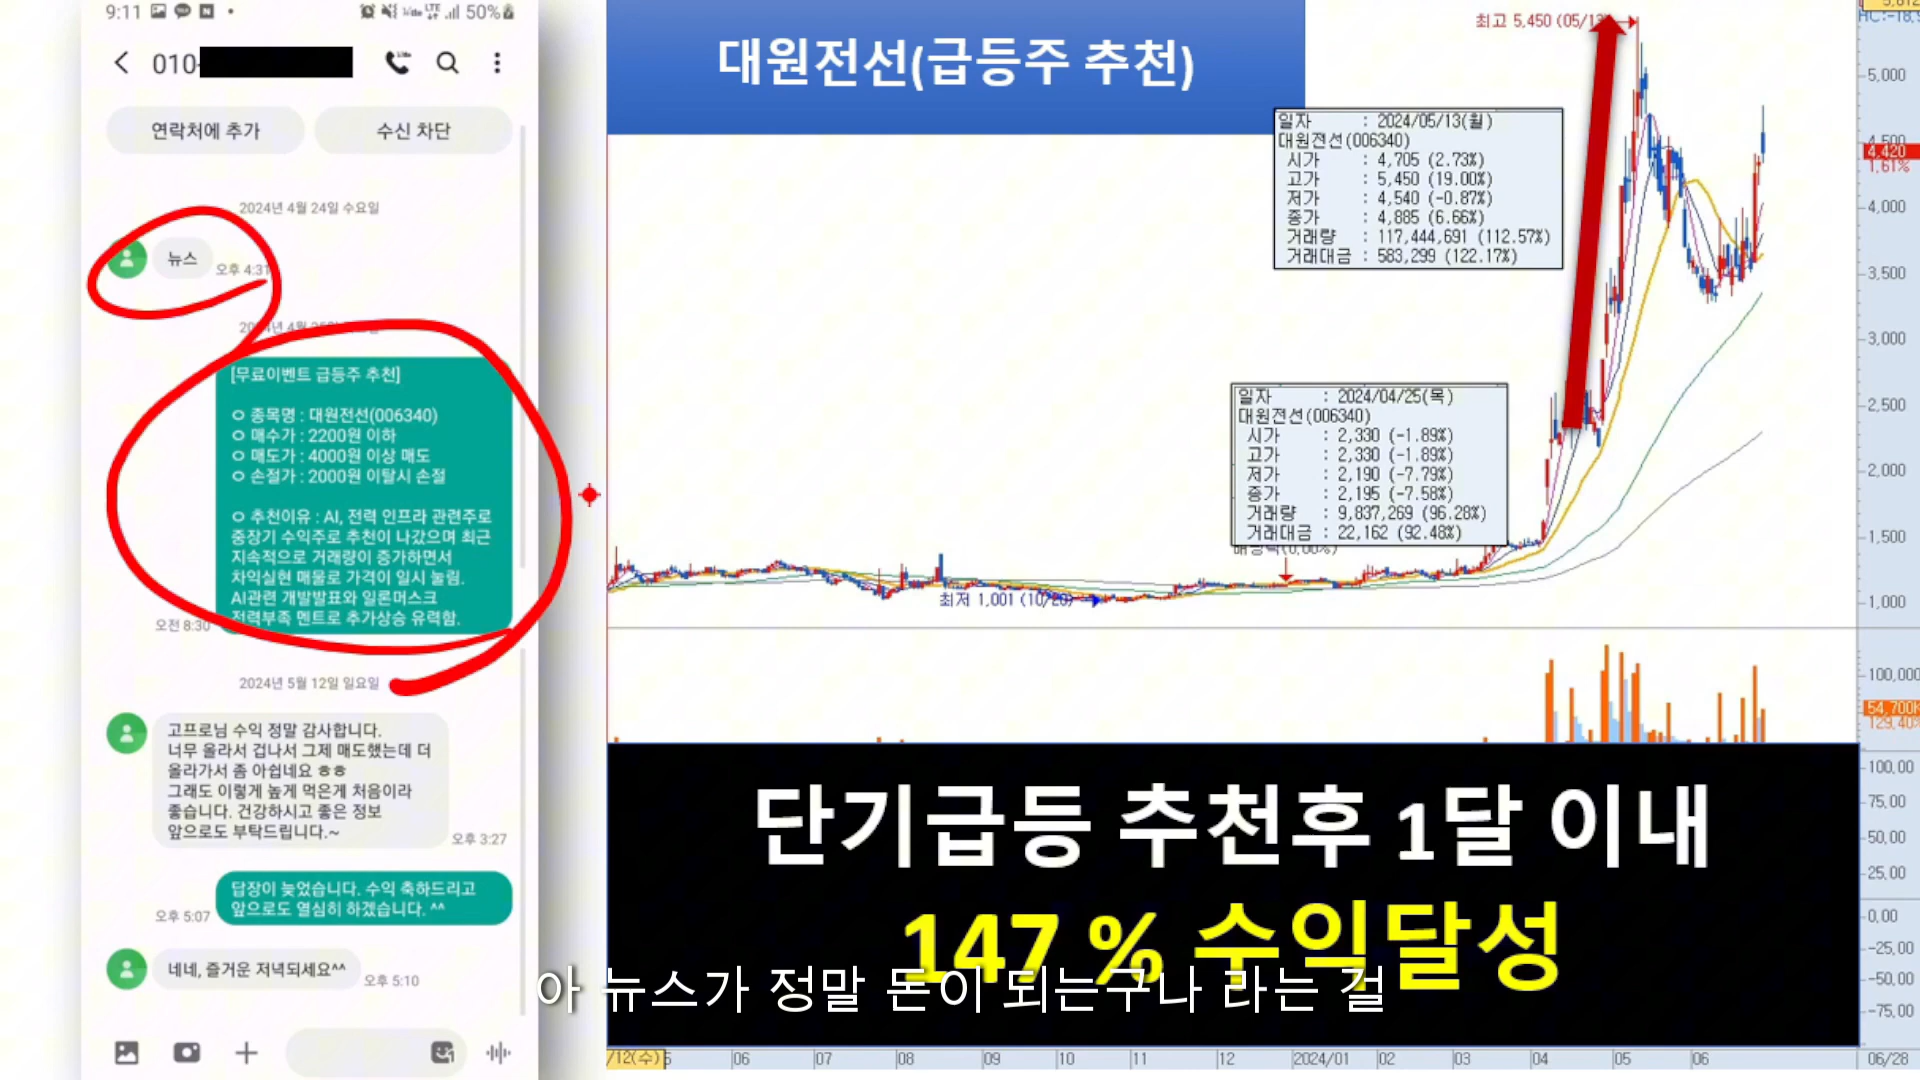 9:11
50%
010-
연락처에 추가
수신 차단
2024년 4월 24일 수요일
뉴스
오후 4:31
[무료이벤트 급등주 추천]
ㅇ 종목명 : 대원전선(006340)
ㅇ 매수가 : 2200원 이하
ㅇ 매도가 : 4000원 이상 매도
ㅇ 손절가 : 2000원 이탈시 손절
ㅇ 추천이유 : AI, 전력 인프라 관련주로
중장기 수익주로 추천이 나갔으며 최근
지속적으로 거래량이 증가하면서
차익실현 매물로 가격이 일시 눌림.
AI관련 개발발표와 일론머스크
전력부족 멘트로 추가상승 유력함.
오전 8:30
2024년 5월 12일 일요일
고프로님 수익 정말 감사합니다.
너무 올라서 겁나서 그제 매도했는데 더
올라가서 좀 아쉽네요 ㅎㅎ
그래도 이렇게 높게 먹은게 처음이라
좋습니다. 건강하시고 좋은 정보
앞으로도 부탁드립니다.~
오후 3:27
답장이 늦었습니다. 수익 축하드리고
앞으로도 열심히 하겠습니다. ^^
오후 5:07
네네, 즐거운 저녁되세요^^
오후 5:10
대원전선(급등주 추천)
최고 5,450 (05/13)
일자 : 2024/05/13(월)
대원전선(006340)
시가 : 4,705 (2.73%)
고가 : 5,450 (19.00%)
저가 : 4,540 (-0.87%)
종가 : 4,885 (6.66%)
거래량 : 117,444,691 (112.57%)
거래대금 : 583,299 (122.17%)
일자 : 2024/04/25(목)
대원전선(006340)
시가 : 2,330 (-1.89%)
고가 : 2,330 (-1.89%)
저가 : 2,190 (-7.79%)
종가 : 2,195 (-7.58%)
거래량 : 9,837,269 (96.28%)
거래대금 : 22,162 (92.48%)
최저 1,001 (10/20)
5,000
4,500
4,420
1,61%
4,000
3,500
3,000
2,500
2,000
1,500
1,000
100,000
54,700K
100,00
75,00
50,00
25,00
0,00
-25,00
-50,00
-75,00
단기급등 추천후 1달 이내
147 % 수익달성
아 뉴스가 정말 돈이 되는구나 라는 걸
/12(수) 06 07 08 09 10 11 12 2024/01 02 03 04 05 06 06/28